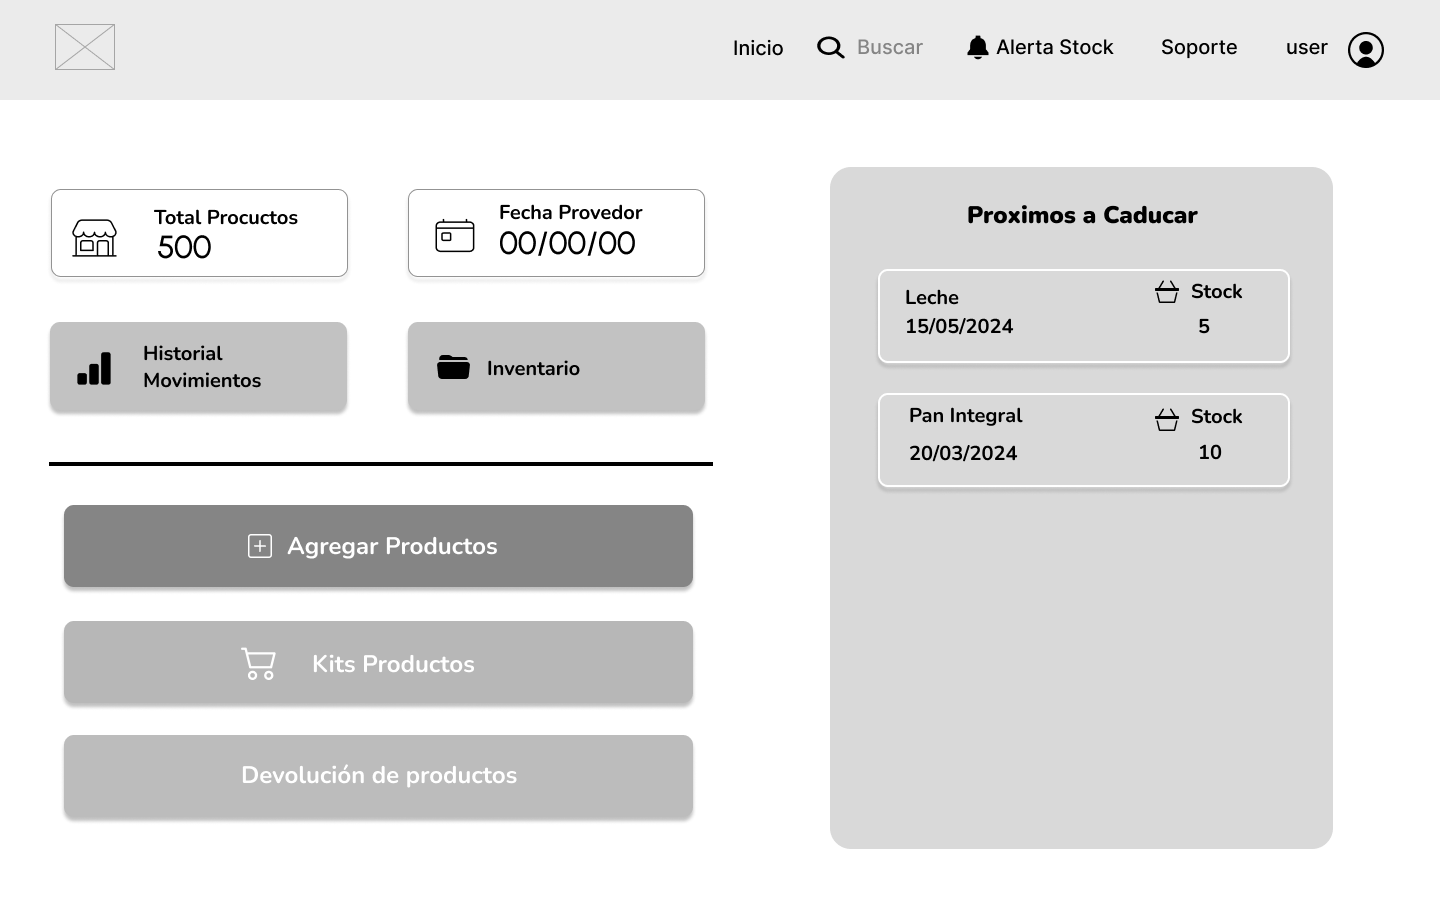 Inicio
Buscar
Alerta Stock
Soporte
user
Total Procuctos
500
Fecha Provedor
00/00/00
Historial
Movimientos
Inventario
Agregar Productos
Kits Productos
Devolución de productos
Proximos a Caducar
Leche
15/05/2024
Stock
5
Pan Integral
20/03/2024
Stock
10